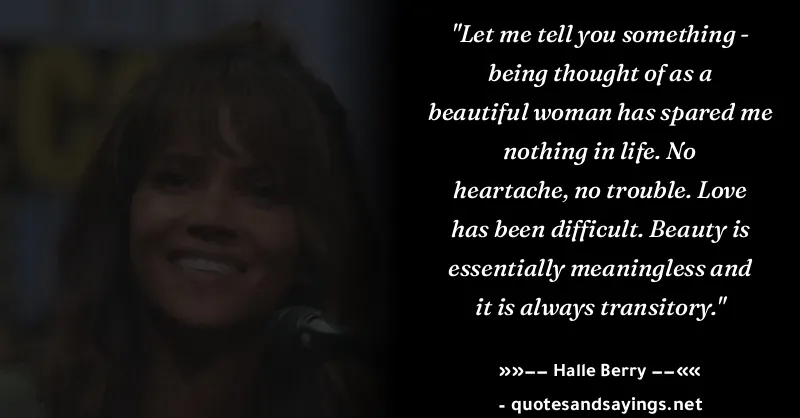 "Let me tell you something -
being thought of as a
beautiful woman has spared me
nothing in life. No
heartache, no trouble. Love
has been difficult. Beauty is
essentially meaningless and
it is always transitory."
»»—— Halle Berry ——««
- quotesandsayings.net